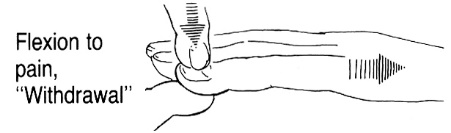 Flexion to
pain,
"Withdrawal"